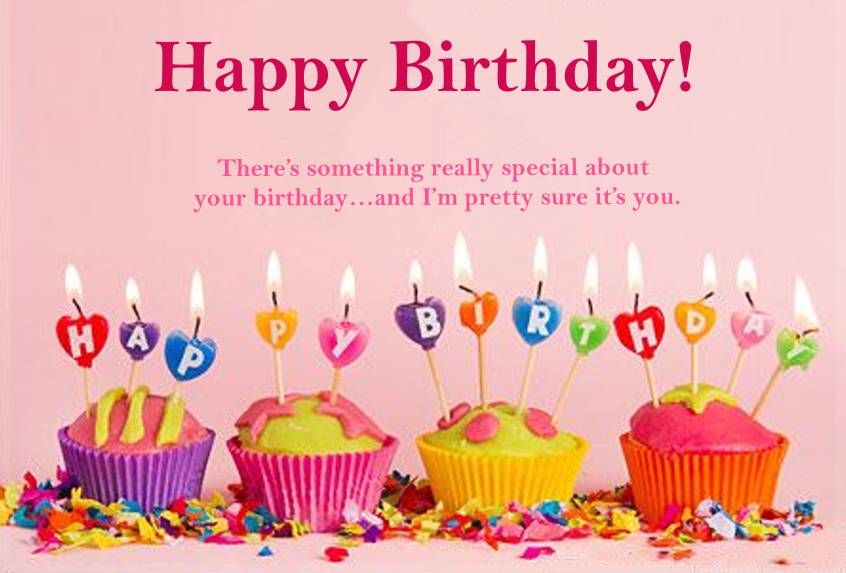 Happy Birthday!
There's something really special about
your birthday...and I'm pretty sure it's you.
HAPPY BIRTHDAY